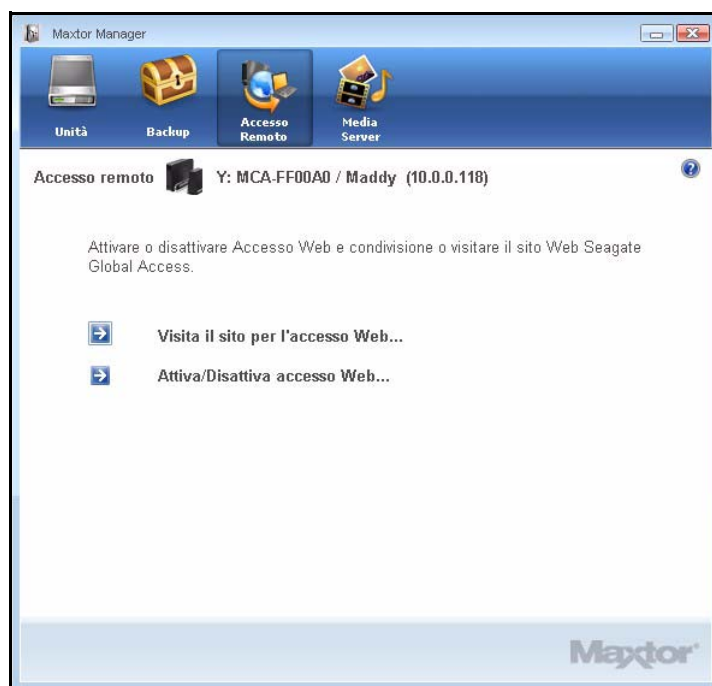 Maxtor Manager
Unità
Backup
Accesso
Remoto
Media
Server
Accesso remoto
Y: MCA-FF00A0 / Maddy (10.0.0.118)
?
Attivare o disattivare Accesso Web e condivisione o visitare il sito Web Seagate
Global Access.
Visita il sito per l'accesso Web...
Attiva/Disattiva accesso Web...
Maxtor